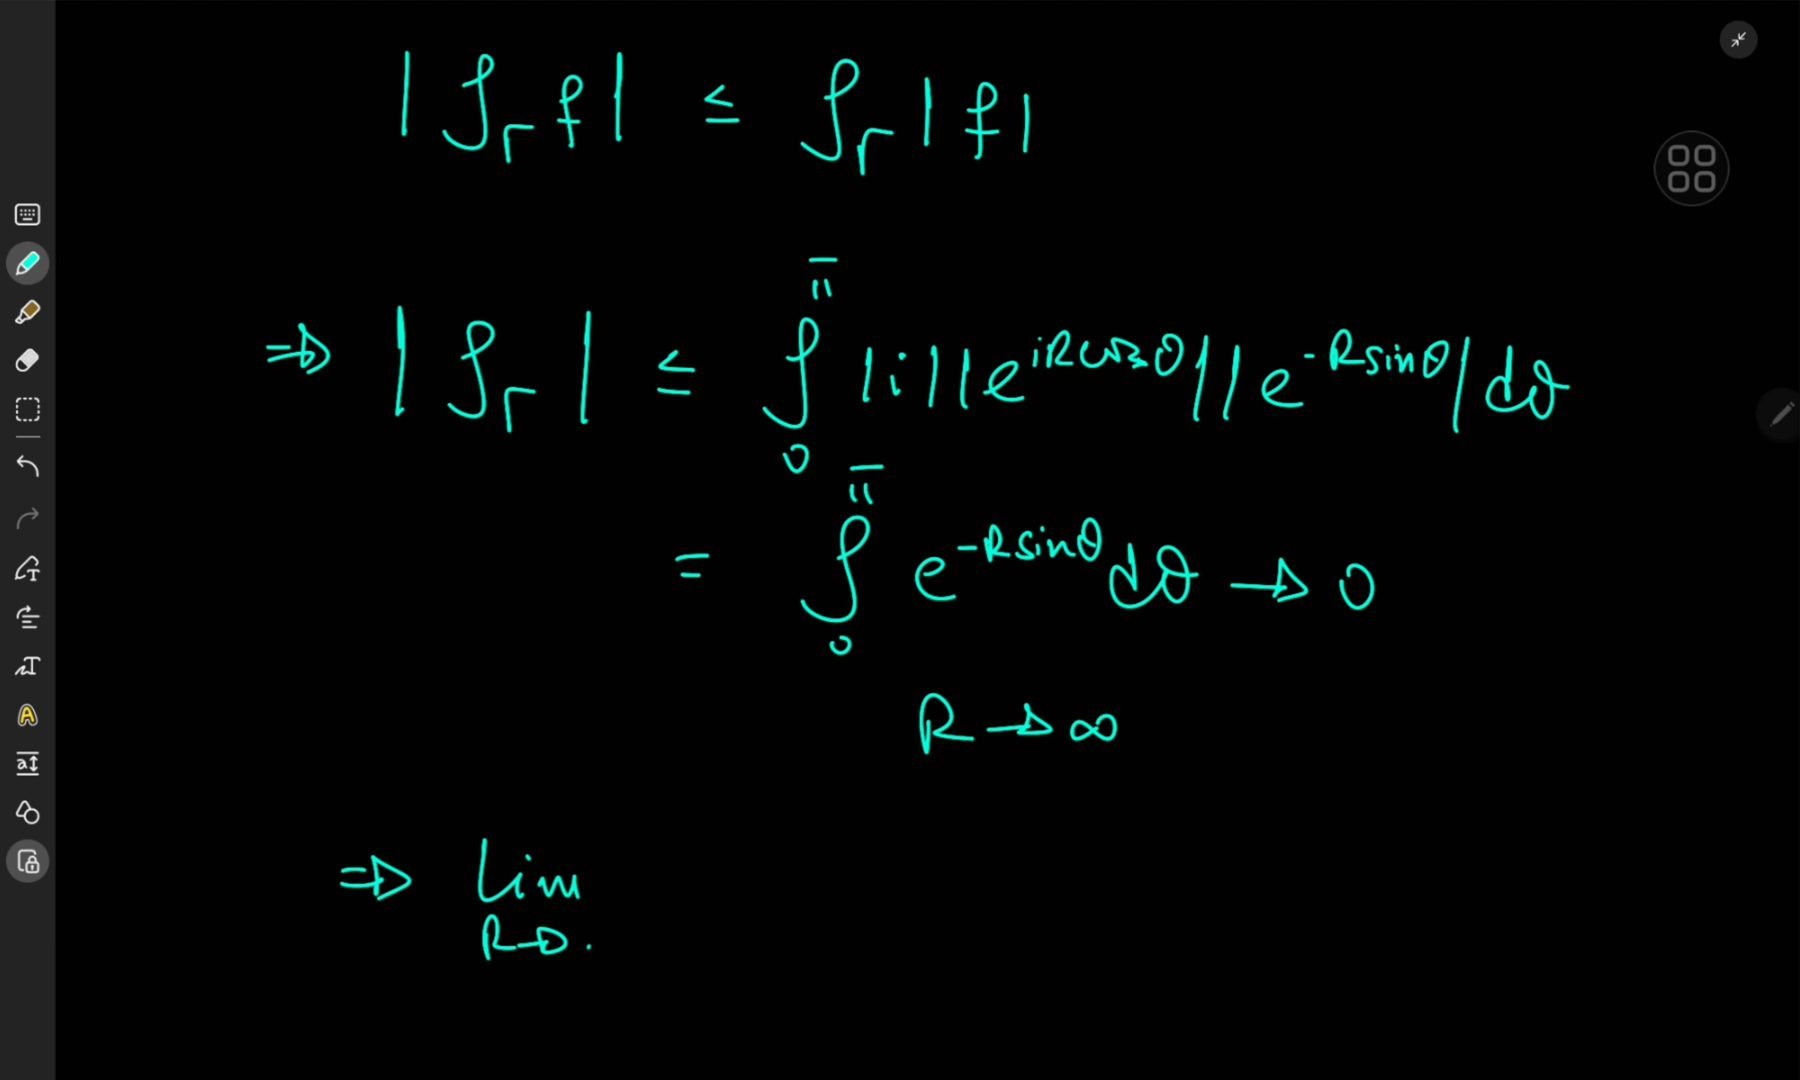 |∫_Γ f| ≤ ∫_Γ |f|
⇒ |∫_Γ| ≤ ∫_0^π |i||e^{iRcosθ}||e^{-Rsinθ}|dθ
= ∫_0^π e^{-Rsinθ}dθ → 0
R → ∞
⇒ lim
R→.